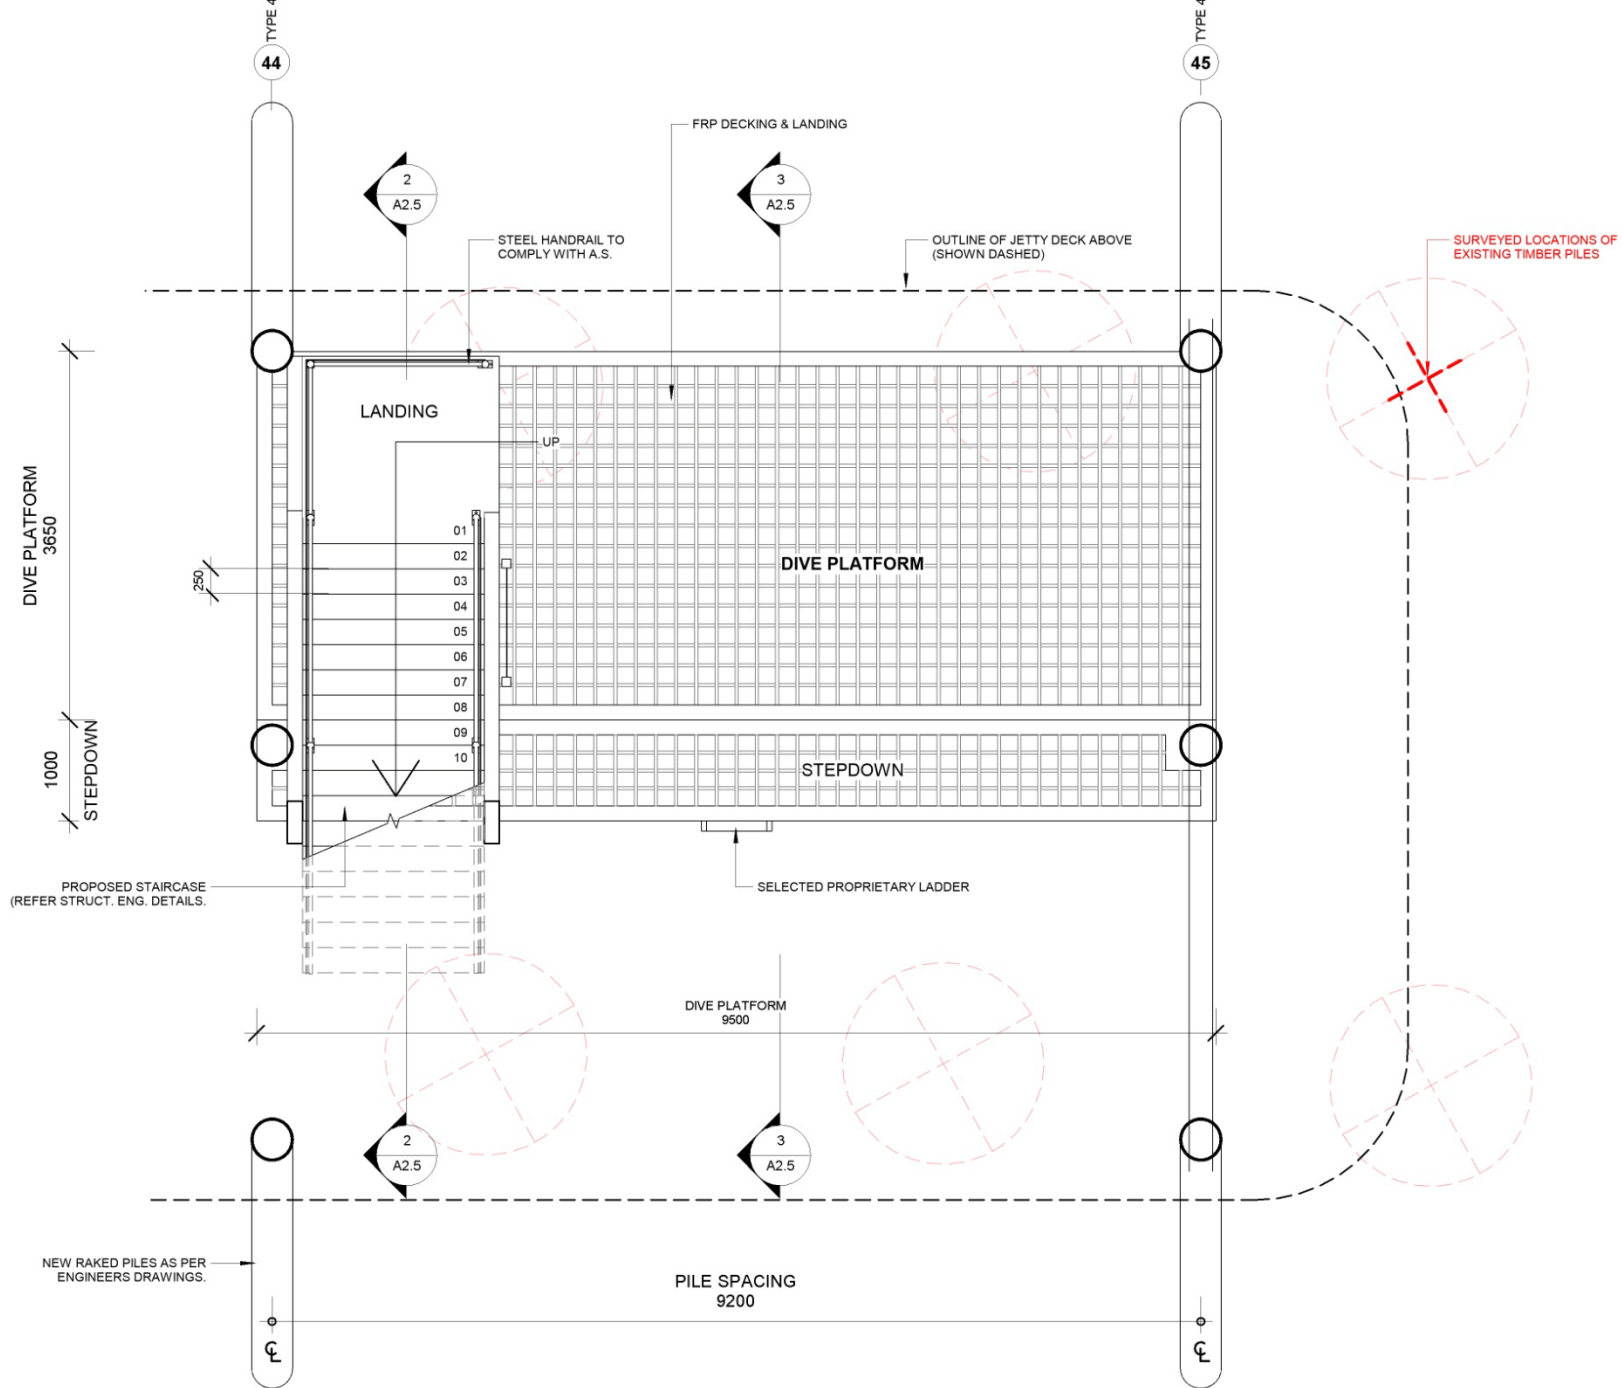 TYPE 4
TYPE 4
44
45
FRP DECKING & LANDING
2
A2.5
3
A2.5
STEEL HANDRAIL TO
COMPLY WITH A.S.
OUTLINE OF JETTY DECK ABOVE
(SHOWN DASHED)
SURVEYED LOCATIONS OF
EXISTING TIMBER PILES
LANDING
UP
DIVE PLATFORM
3650
01
02
03
04
05
06
07
08
09
10
250
DIVE PLATFORM
1000
STEPDOWN
STEPDOWN
PROPOSED STAIRCASE
(REFER STRUCT. ENG. DETAILS.
SELECTED PROPRIETARY LADDER
DIVE PLATFORM
9500
2
A2.5
3
A2.5
NEW RAKED PILES AS PER
ENGINEERS DRAWINGS.
PILE SPACING
9200
℄
℄